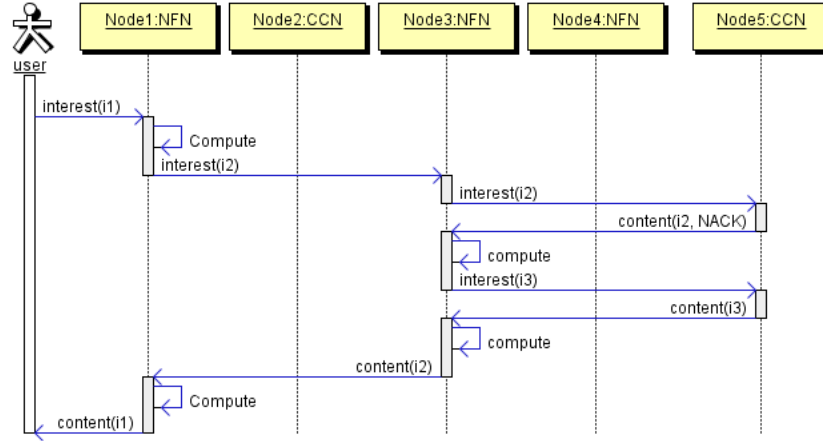 Node1:NFN
Node2:CCN
Node3:NFN
Node4:NFN
Node5:CCN
user
interest(i1)
Compute
interest(i2)
interest(i2)
content(i2, NACK)
compute
interest(i3)
content(i3)
compute
content(i2)
Compute
content(i1)